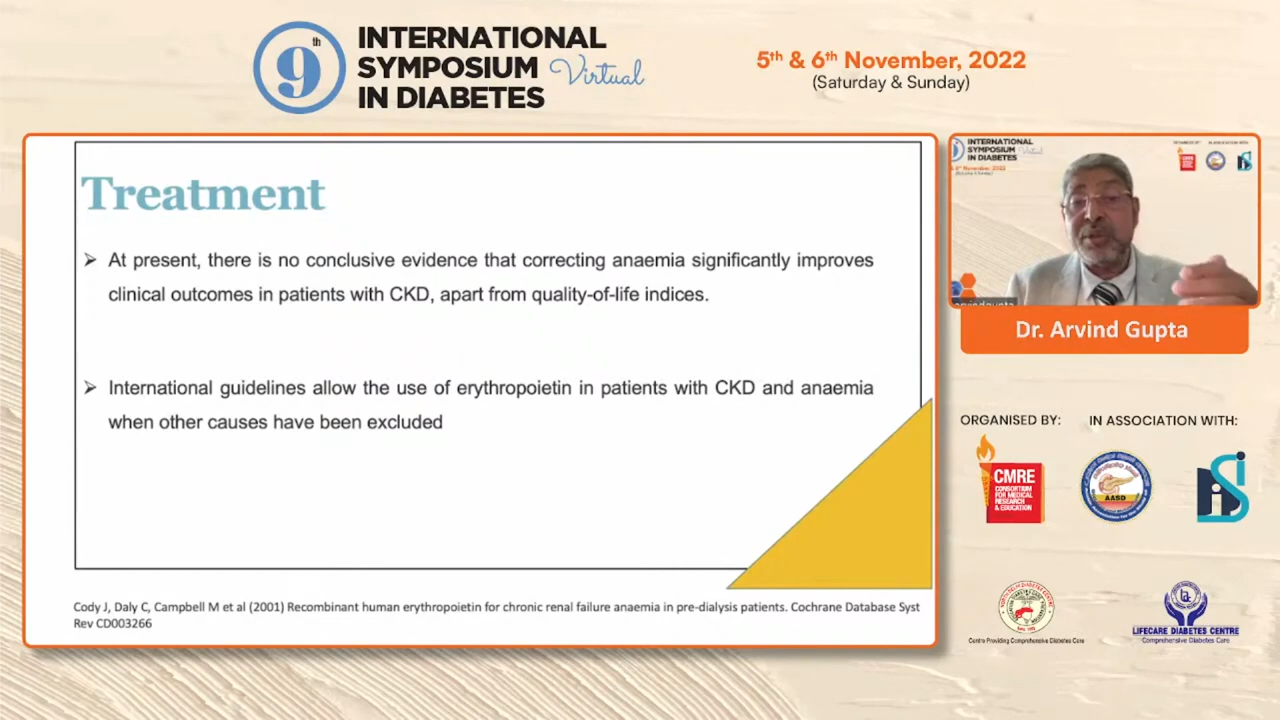 9th
INTERNATIONAL
SYMPOSIUM Virtual
IN DIABETES
5th & 6th November, 2022
(Saturday & Sunday)
Treatment
➢ At present, there is no conclusive evidence that correcting anaemia significantly improves
clinical outcomes in patients with CKD, apart from quality-of-life indices.
➢ International guidelines allow the use of erythropoietin in patients with CKD and anaemia
when other causes have been excluded
Cody J, Daly C, Campbell M et al (2001) Recombinant human erythropoietin for chronic renal failure anaemia in pre-dialysis patients. Cochrane Database Syst
Rev CD003266
INTERNATIONAL
SYMPOSIUM Virtual
IN DIABETES
Dr. Arvind Gupta
ORGANISED BY:
IN ASSOCIATION WITH:
CMRE
CONSORTIUM
FOR MEDICAL
RESEARCH
& EDUCATION
AASD
Centre Providing Comprehensive Diabetes Care
LIFECARE DIABETES CENTRE
Comprehensive Diabetes Care